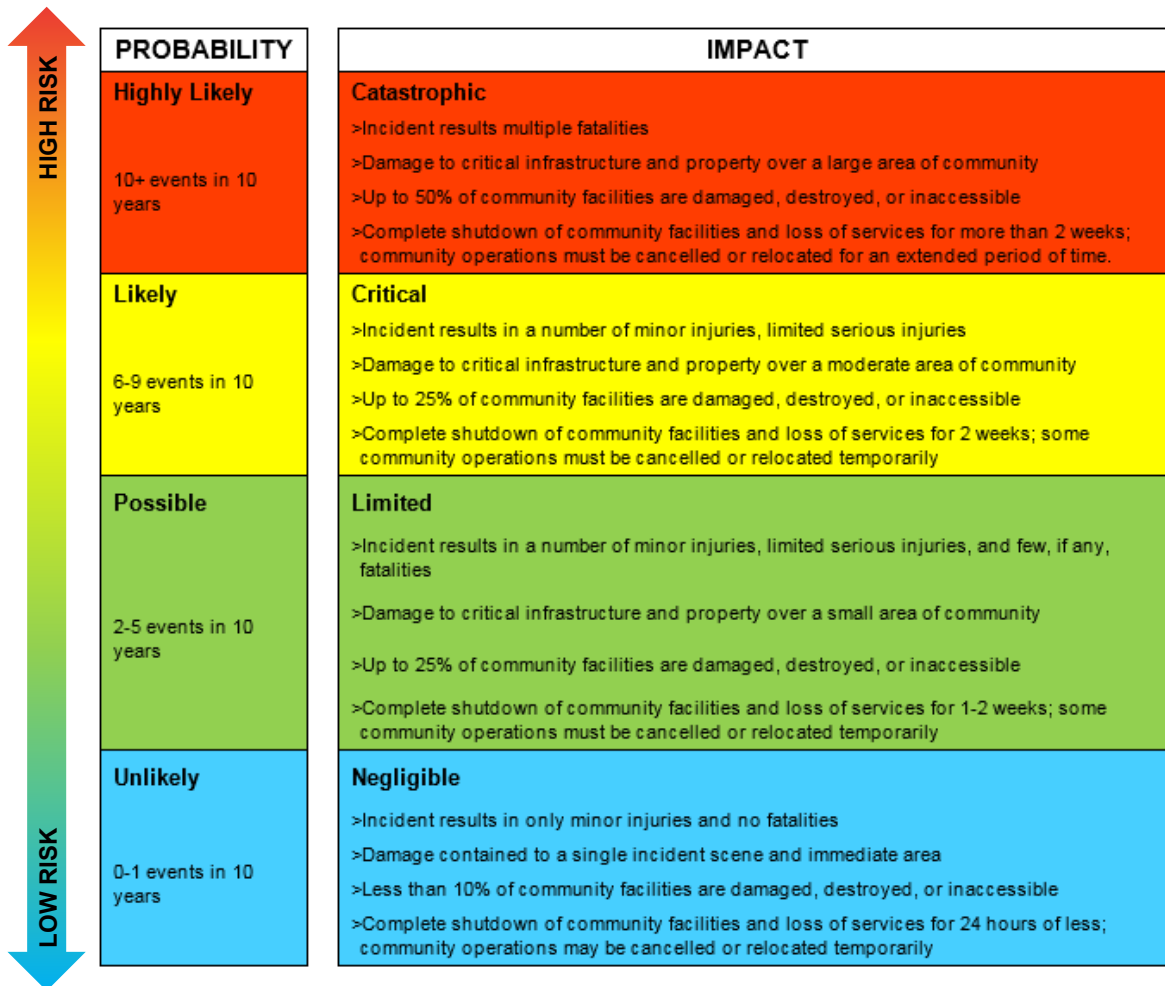 HIGH RISK
LOW RISK
PROBABILITY
Highly Likely
10+ events in 10
years
Likely
6-9 events in 10
years
Possible
2-5 events in 10
years
Unlikely
0-1 events in 10
years
IMPACT
Catastrophic
>Incident results multiple fatalities
>Damage to critical infrastructure and property over a large area of community
>Up to 50% of community facilities are damaged, destroyed, or inaccessible
>Complete shutdown of community facilities and loss of services for more than 2 weeks;
community operations must be cancelled or relocated for an extended period of time.
Critical
>Incident results in a number of minor injuries, limited serious injuries
>Damage to critical infrastructure and property over a moderate area of community
>Up to 25% of community facilities are damaged, destroyed, or inaccessible
>Complete shutdown of community facilities and loss of services for 2 weeks; some
community operations must be cancelled or relocated temporarily
Limited
>Incident results in a number of minor injuries, limited serious injuries, and few, if any,
fatalities
>Damage to critical infrastructure and property over a small area of community
>Up to 25% of community facilities are damaged, destroyed, or inaccessible
>Complete shutdown of community facilities and loss of services for 1-2 weeks; some
community operations must be cancelled or relocated temporarily
Negligible
>Incident results in only minor injuries and no fatalities
>Damage contained to a single incident scene and immediate area
>Less than 10% of community facilities are damaged, destroyed, or inaccessible
>Complete shutdown of community facilities and loss of services for 24 hours of less;
community operations may be cancelled or relocated temporarily